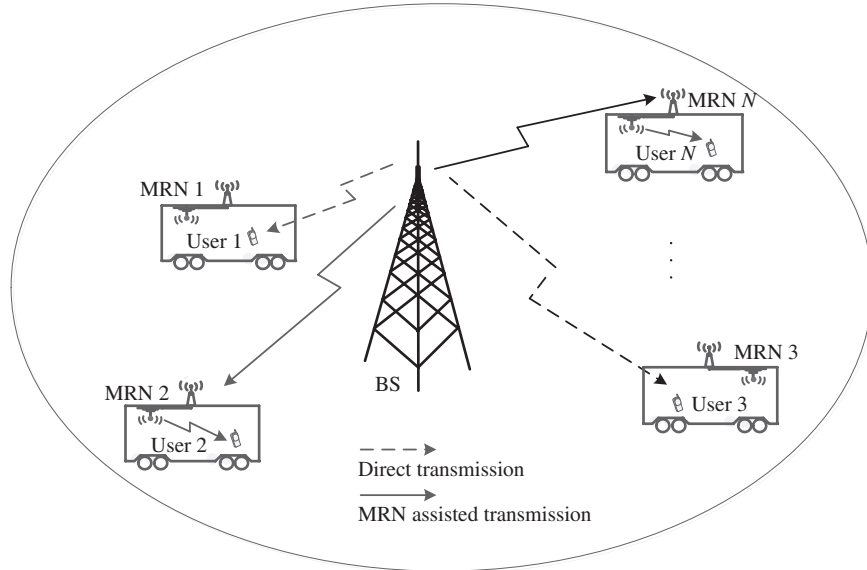 MRN N
User N
MRN 1
User 1
MRN 2
User 2
BS
MRN 3
User 3
Direct transmission
MRN assisted transmission